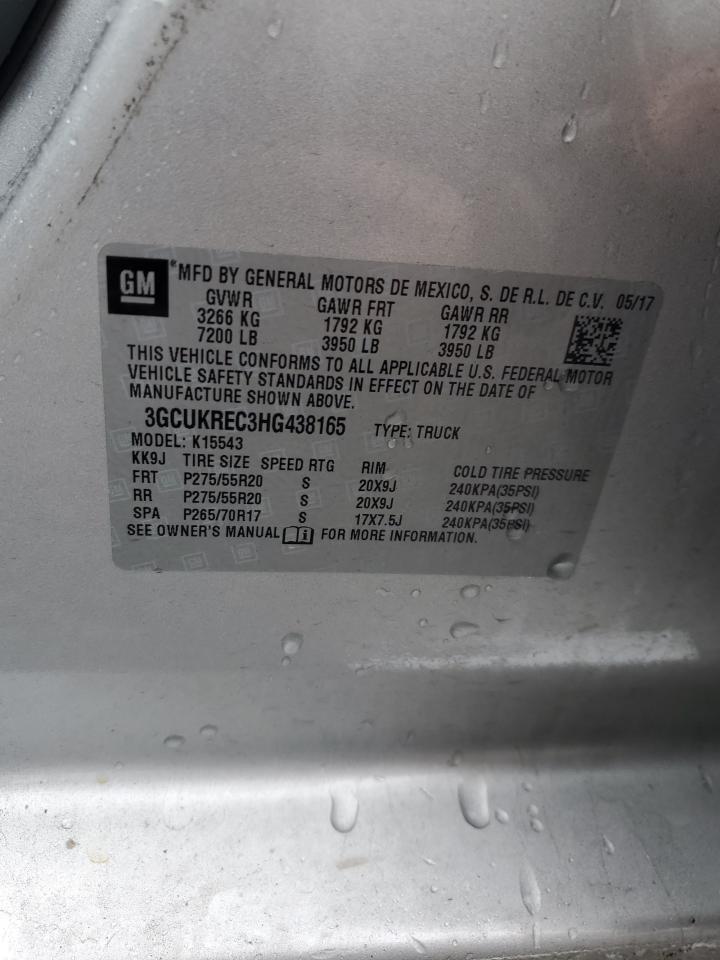 GM *MFD BY GENERAL MOTORS DE MEXICO, S. DE R.L. DE C.V. 05/17
GVWR GAWR FRT GAWR RR
3266 KG 1792 KG 1792 KG
7200 LB 3950 LB 3950 LB
THIS VEHICLE CONFORMS TO ALL APPLICABLE U.S. FEDERAL MOTOR
VEHICLE SAFETY STANDARDS IN EFFECT ON THE DATE OF
MANUFACTURE SHOWN ABOVE.
3GCUKREC3HG438165 TYPE: TRUCK
MODEL: K15543
KK9J TIRE SIZE SPEED RTG RIM COLD TIRE PRESSURE
FRT P275/55R20 S 20X9J 240KPA(35PSI)
RR P275/55R20 S 20X9J 240KPA(35PSI)
SPA P265/70R17 S 17X7.5J 240KPA(35PSI)
SEE OWNER'S MANUAL FOR MORE INFORMATION.